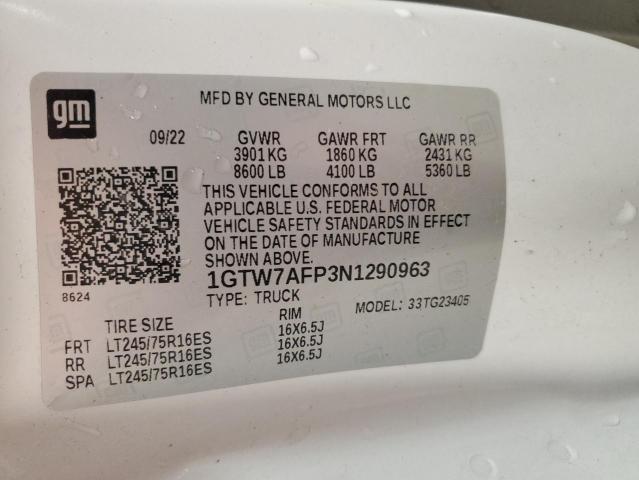 gm
MFD BY GENERAL MOTORS LLC
09/22 GVWR GAWR FRT GAWR RR
3901 KG 1860 KG 2431 KG
8600 LB 4100 LB 5360 LB
THIS VEHICLE CONFORMS TO ALL
APPLICABLE U.S. FEDERAL MOTOR
VEHICLE SAFETY STANDARDS IN EFFECT
ON THE DATE OF MANUFACTURE
SHOWN ABOVE.
8624 1GTW7AFP3N1290963
TYPE: TRUCK MODEL: 33TG23405
TIRE SIZE RIM
FRT LT245/75R16ES 16X6.5J
RR LT245/75R16ES 16X6.5J
SPA LT245/75R16ES 16X6.5J